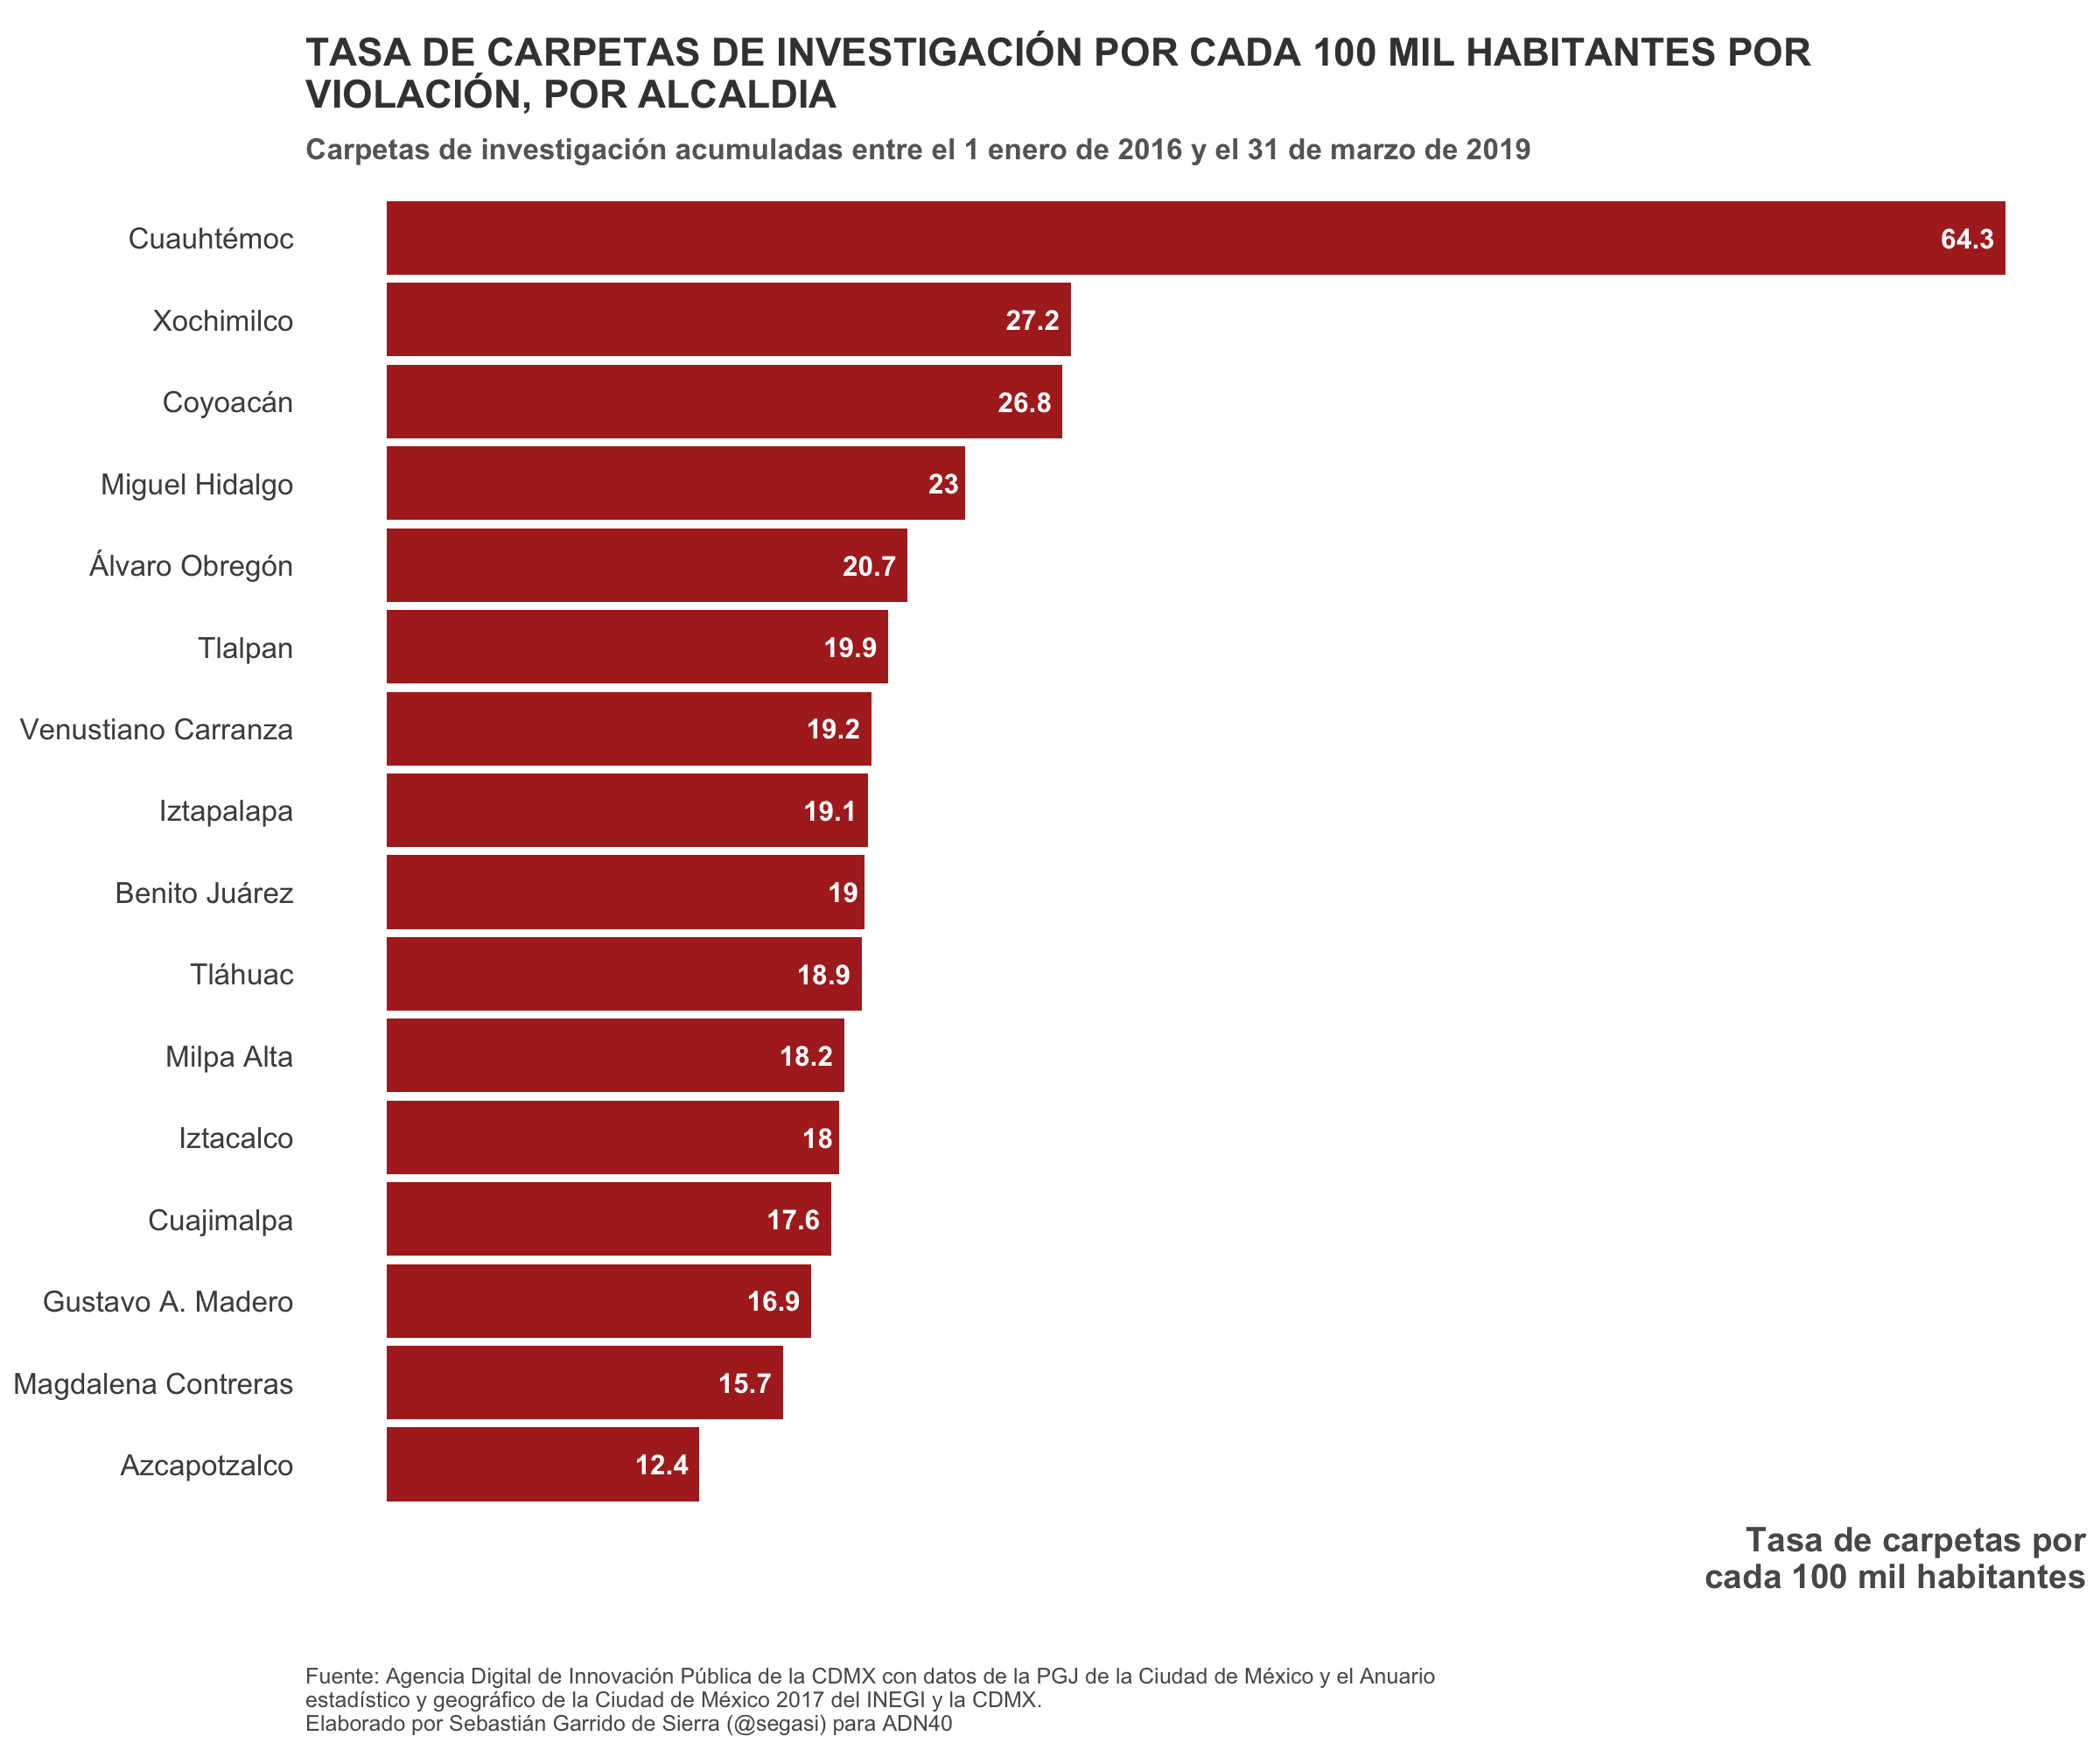 TASA DE CARPETAS DE INVESTIGACIÓN POR CADA 100 MIL HABITANTES POR
VIOLACIÓN, POR ALCALDIA
Carpetas de investigación acumuladas entre el 1 enero de 2016 y el 31 de marzo de 2019
Cuauhtémoc 64.3
Xochimilco 27.2
Coyoacán 26.8
Miguel Hidalgo 23
Álvaro Obregón 20.7
Tlalpan 19.9
Venustiano Carranza 19.2
Iztapalapa 19.1
Benito Juárez 19
Tláhuac 18.9
Milpa Alta 18.2
Iztacalco 18
Cuajimalpa 17.6
Gustavo A. Madero 16.9
Magdalena Contreras 15.7
Azcapotzalco 12.4
Tasa de carpetas por
cada 100 mil habitantes
Fuente: Agencia Digital de Innovación Pública de la CDMX con datos de la PGJ de la Ciudad de México y el Anuario
estadístico y geográfico de la Ciudad de México 2017 del INEGI y la CDMX.
Elaborado por Sebastián Garrido de Sierra (@segasi) para ADN40